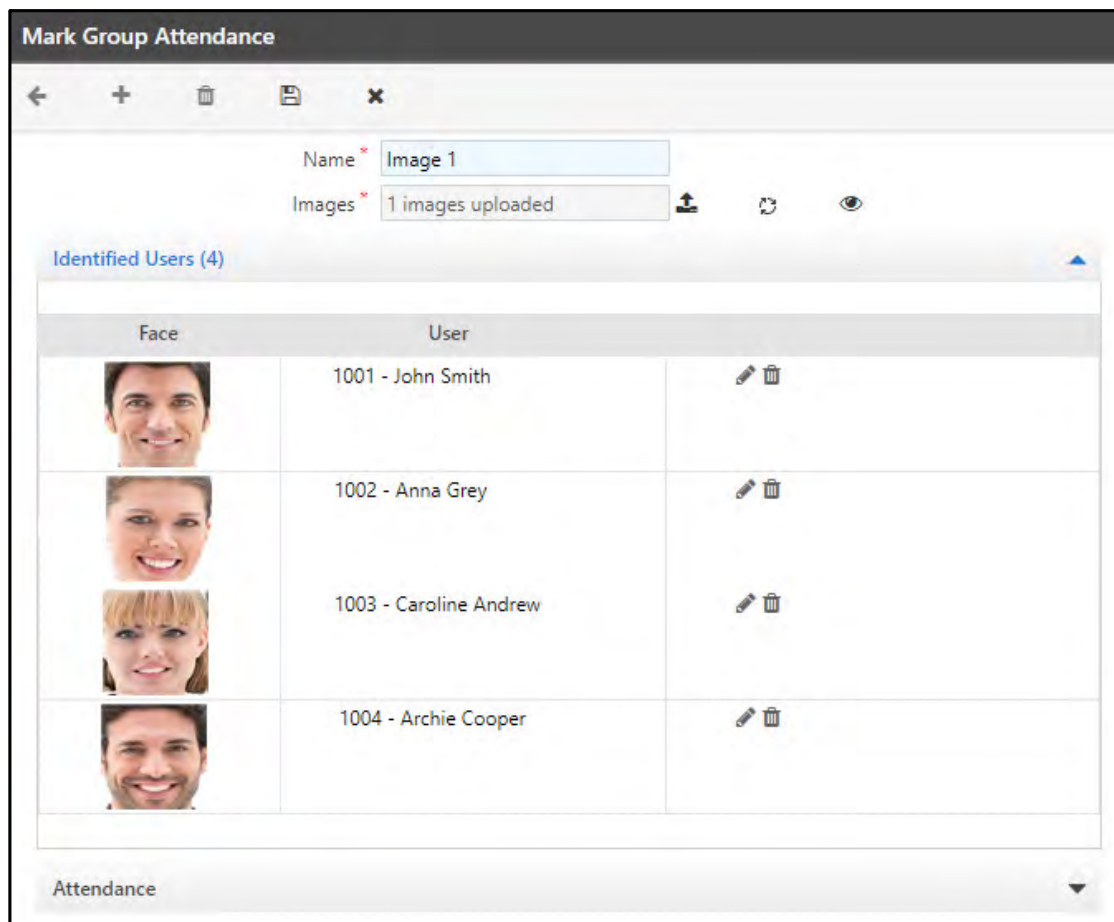 Mark Group Attendance
Name *
Image 1
Images *
1 images uploaded
Identified Users (4)
Face User
1001 - John Smith
1002 - Anna Grey
1003 - Caroline Andrew
1004 - Archie Cooper
Attendance